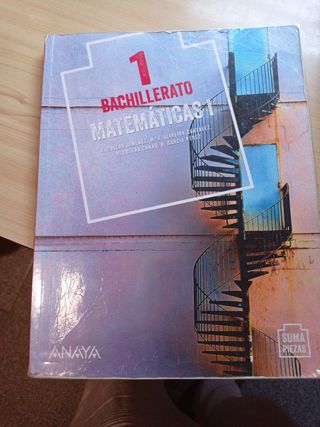 1
BACHILLERATO
MATEMÁTICAS I
SUMA
PIEZAS
ANAYA